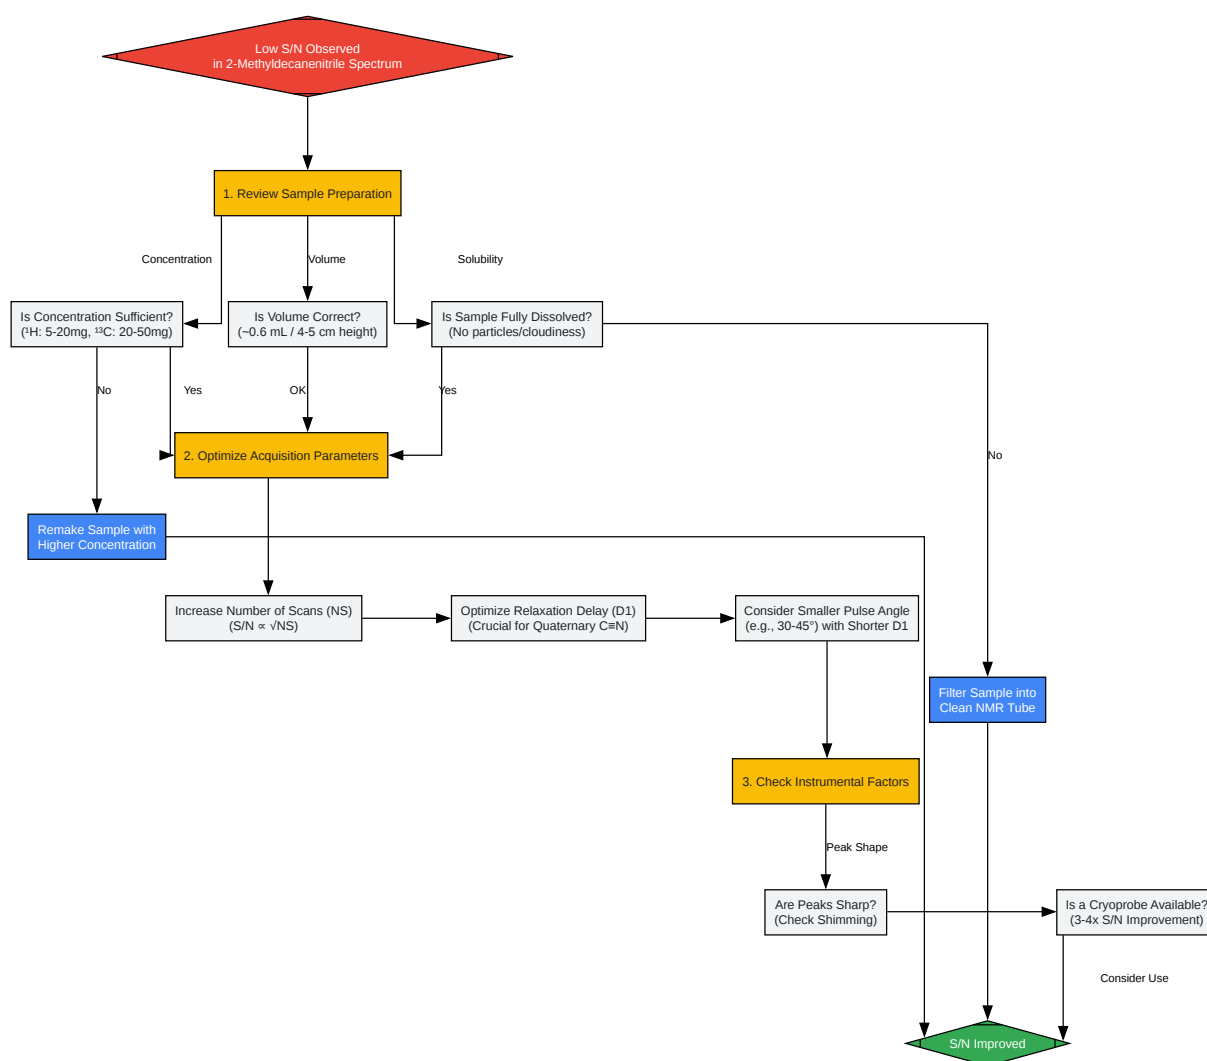 Low S/N Observed
in 2-Methyldecanenitrile Spectrum
1. Review Sample Preparation
Concentration
Volume
Solubility
Is Concentration Sufficient?
(¹H: 5-20mg, ¹³C: 20-50mg)
Is Volume Correct?
(~0.6 mL / 4-5 cm height)
Is Sample Fully Dissolved?
(No particles/cloudiness)
No
Yes
OK
Yes
2. Optimize Acquisition Parameters
No
Remake Sample with
Higher Concentration
Increase Number of Scans (NS)
(S/N ∝ √NS)
Optimize Relaxation Delay (D1)
(Crucial for Quaternary C≡N)
Consider Smaller Pulse Angle
(e.g., 30-45°) with Shorter D1
Filter Sample into
Clean NMR Tube
3. Check Instrumental Factors
Peak Shape
Are Peaks Sharp?
(Check Shimming)
Is a Cryoprobe Available?
(3-4x S/N Improvement)
Consider Use
S/N Improved